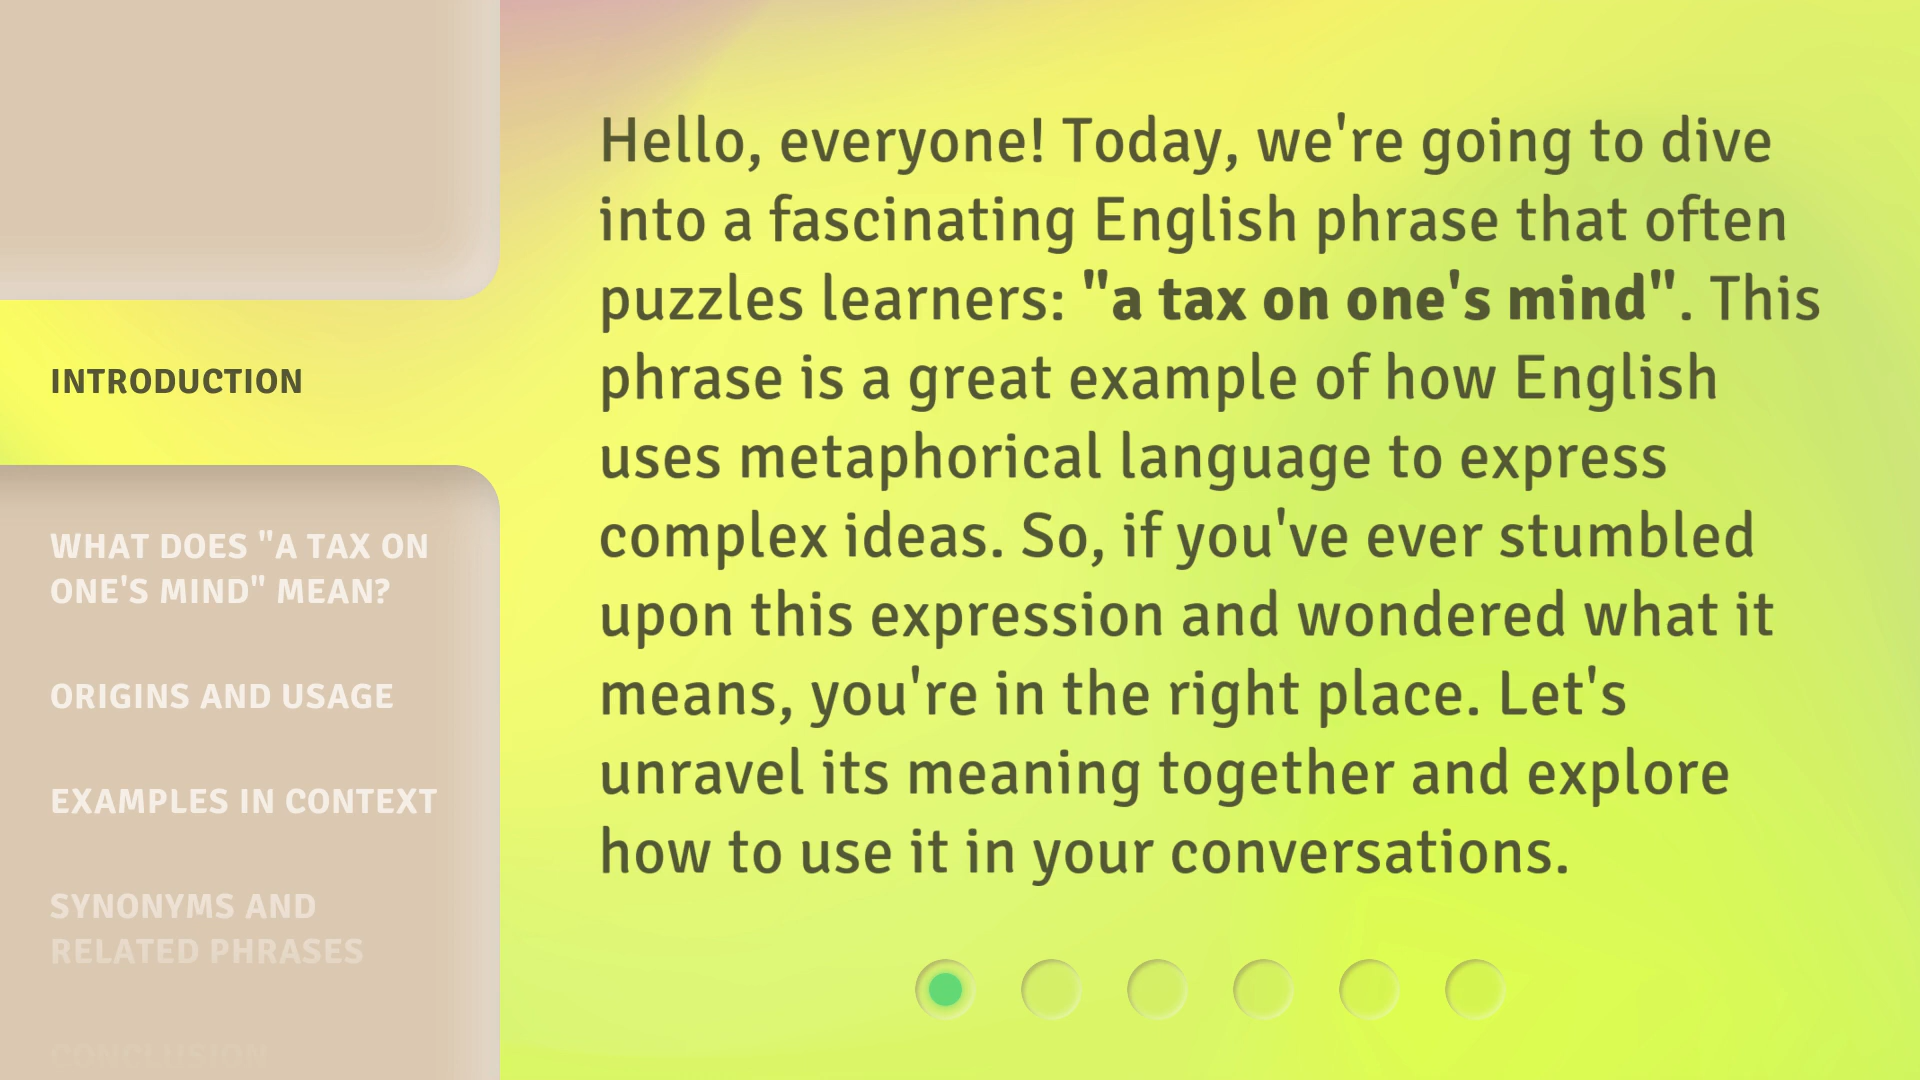 INTRODUCTION
WHAT DOES "A TAX ON
ONE'S MIND" MEAN?
ORIGINS AND USAGE
EXAMPLES IN CONTEXT
SYNONYMS AND
RELATED PHRASES
CONCLUSION
Hello, everyone! Today, we're going to dive
into a fascinating English phrase that often
puzzles learners: "a tax on one's mind". This
phrase is a great example of how English
uses metaphorical language to express
complex ideas. So, if you've ever stumbled
upon this expression and wondered what it
means, you're in the right place. Let's
unravel its meaning together and explore
how to use it in your conversations.